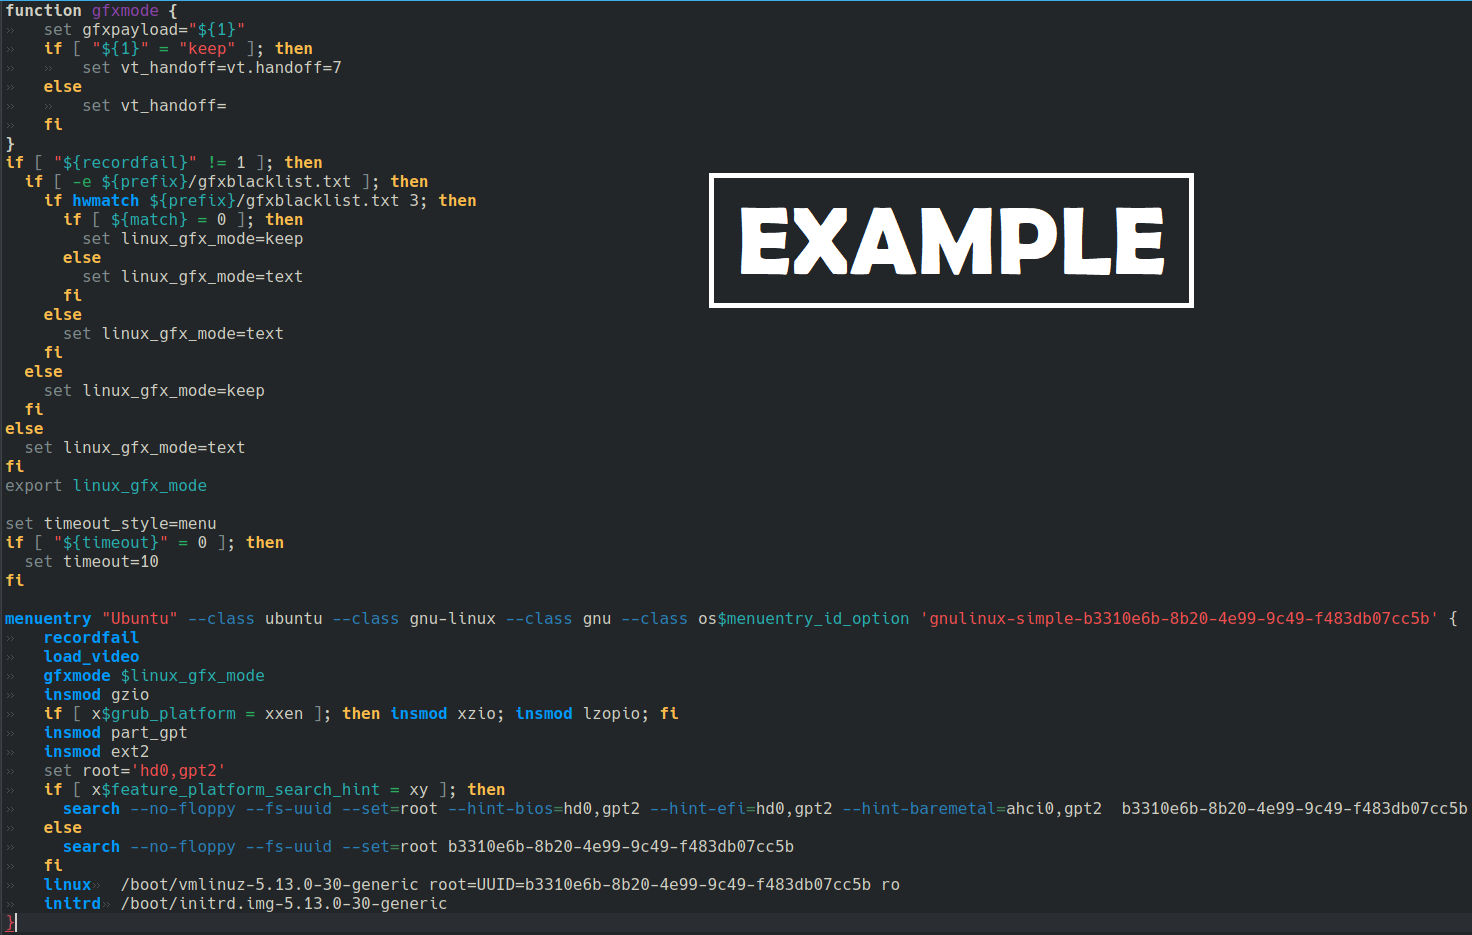 function gfxmode {
»   set gfxpayload="${1}"
»   if [ "${1}" = "keep" ]; then
»   »   set vt_handoff=vt.handoff=7
»   else
»   »   set vt_handoff=
»   fi
}
if [ "${recordfail}" != 1 ]; then
  if [ -e ${prefix}/gfxblacklist.txt ]; then
    if hwmatch ${prefix}/gfxblacklist.txt 3; then
      if [ ${match} = 0 ]; then
        set linux_gfx_mode=keep
      else
        set linux_gfx_mode=text
      fi
    else
      set linux_gfx_mode=text
    fi
  else
    set linux_gfx_mode=keep
  fi
else
  set linux_gfx_mode=text
fi
export linux_gfx_mode

set timeout_style=menu
if [ "${timeout}" = 0 ]; then
  set timeout=10
fi

menuentry "Ubuntu" --class ubuntu --class gnu-linux --class gnu --class os$menuentry_id_option 'gnulinux-simple-b3310e6b-8b20-4e99-9c49-f483db07cc5b' {
»   recordfail
»   load_video
»   gfxmode $linux_gfx_mode
»   insmod gzio
»   if [ x$grub_platform = xxen ]; then insmod xzio; insmod lzopio; fi
»   insmod part_gpt
»   insmod ext2
»   set root='hd0,gpt2'
»   if [ x$feature_platform_search_hint = xy ]; then
»     search --no-floppy --fs-uuid --set=root --hint-bios=hd0,gpt2 --hint-efi=hd0,gpt2 --hint-baremetal=ahci0,gpt2  b3310e6b-8b20-4e99-9c49-f483db07cc5b
»   else
»     search --no-floppy --fs-uuid --set=root b3310e6b-8b20-4e99-9c49-f483db07cc5b
»   fi
»   linux»  /boot/vmlinuz-5.13.0-30-generic root=UUID=b3310e6b-8b20-4e99-9c49-f483db07cc5b ro
»   initrd» /boot/initrd.img-5.13.0-30-generic
}
EXAMPLE